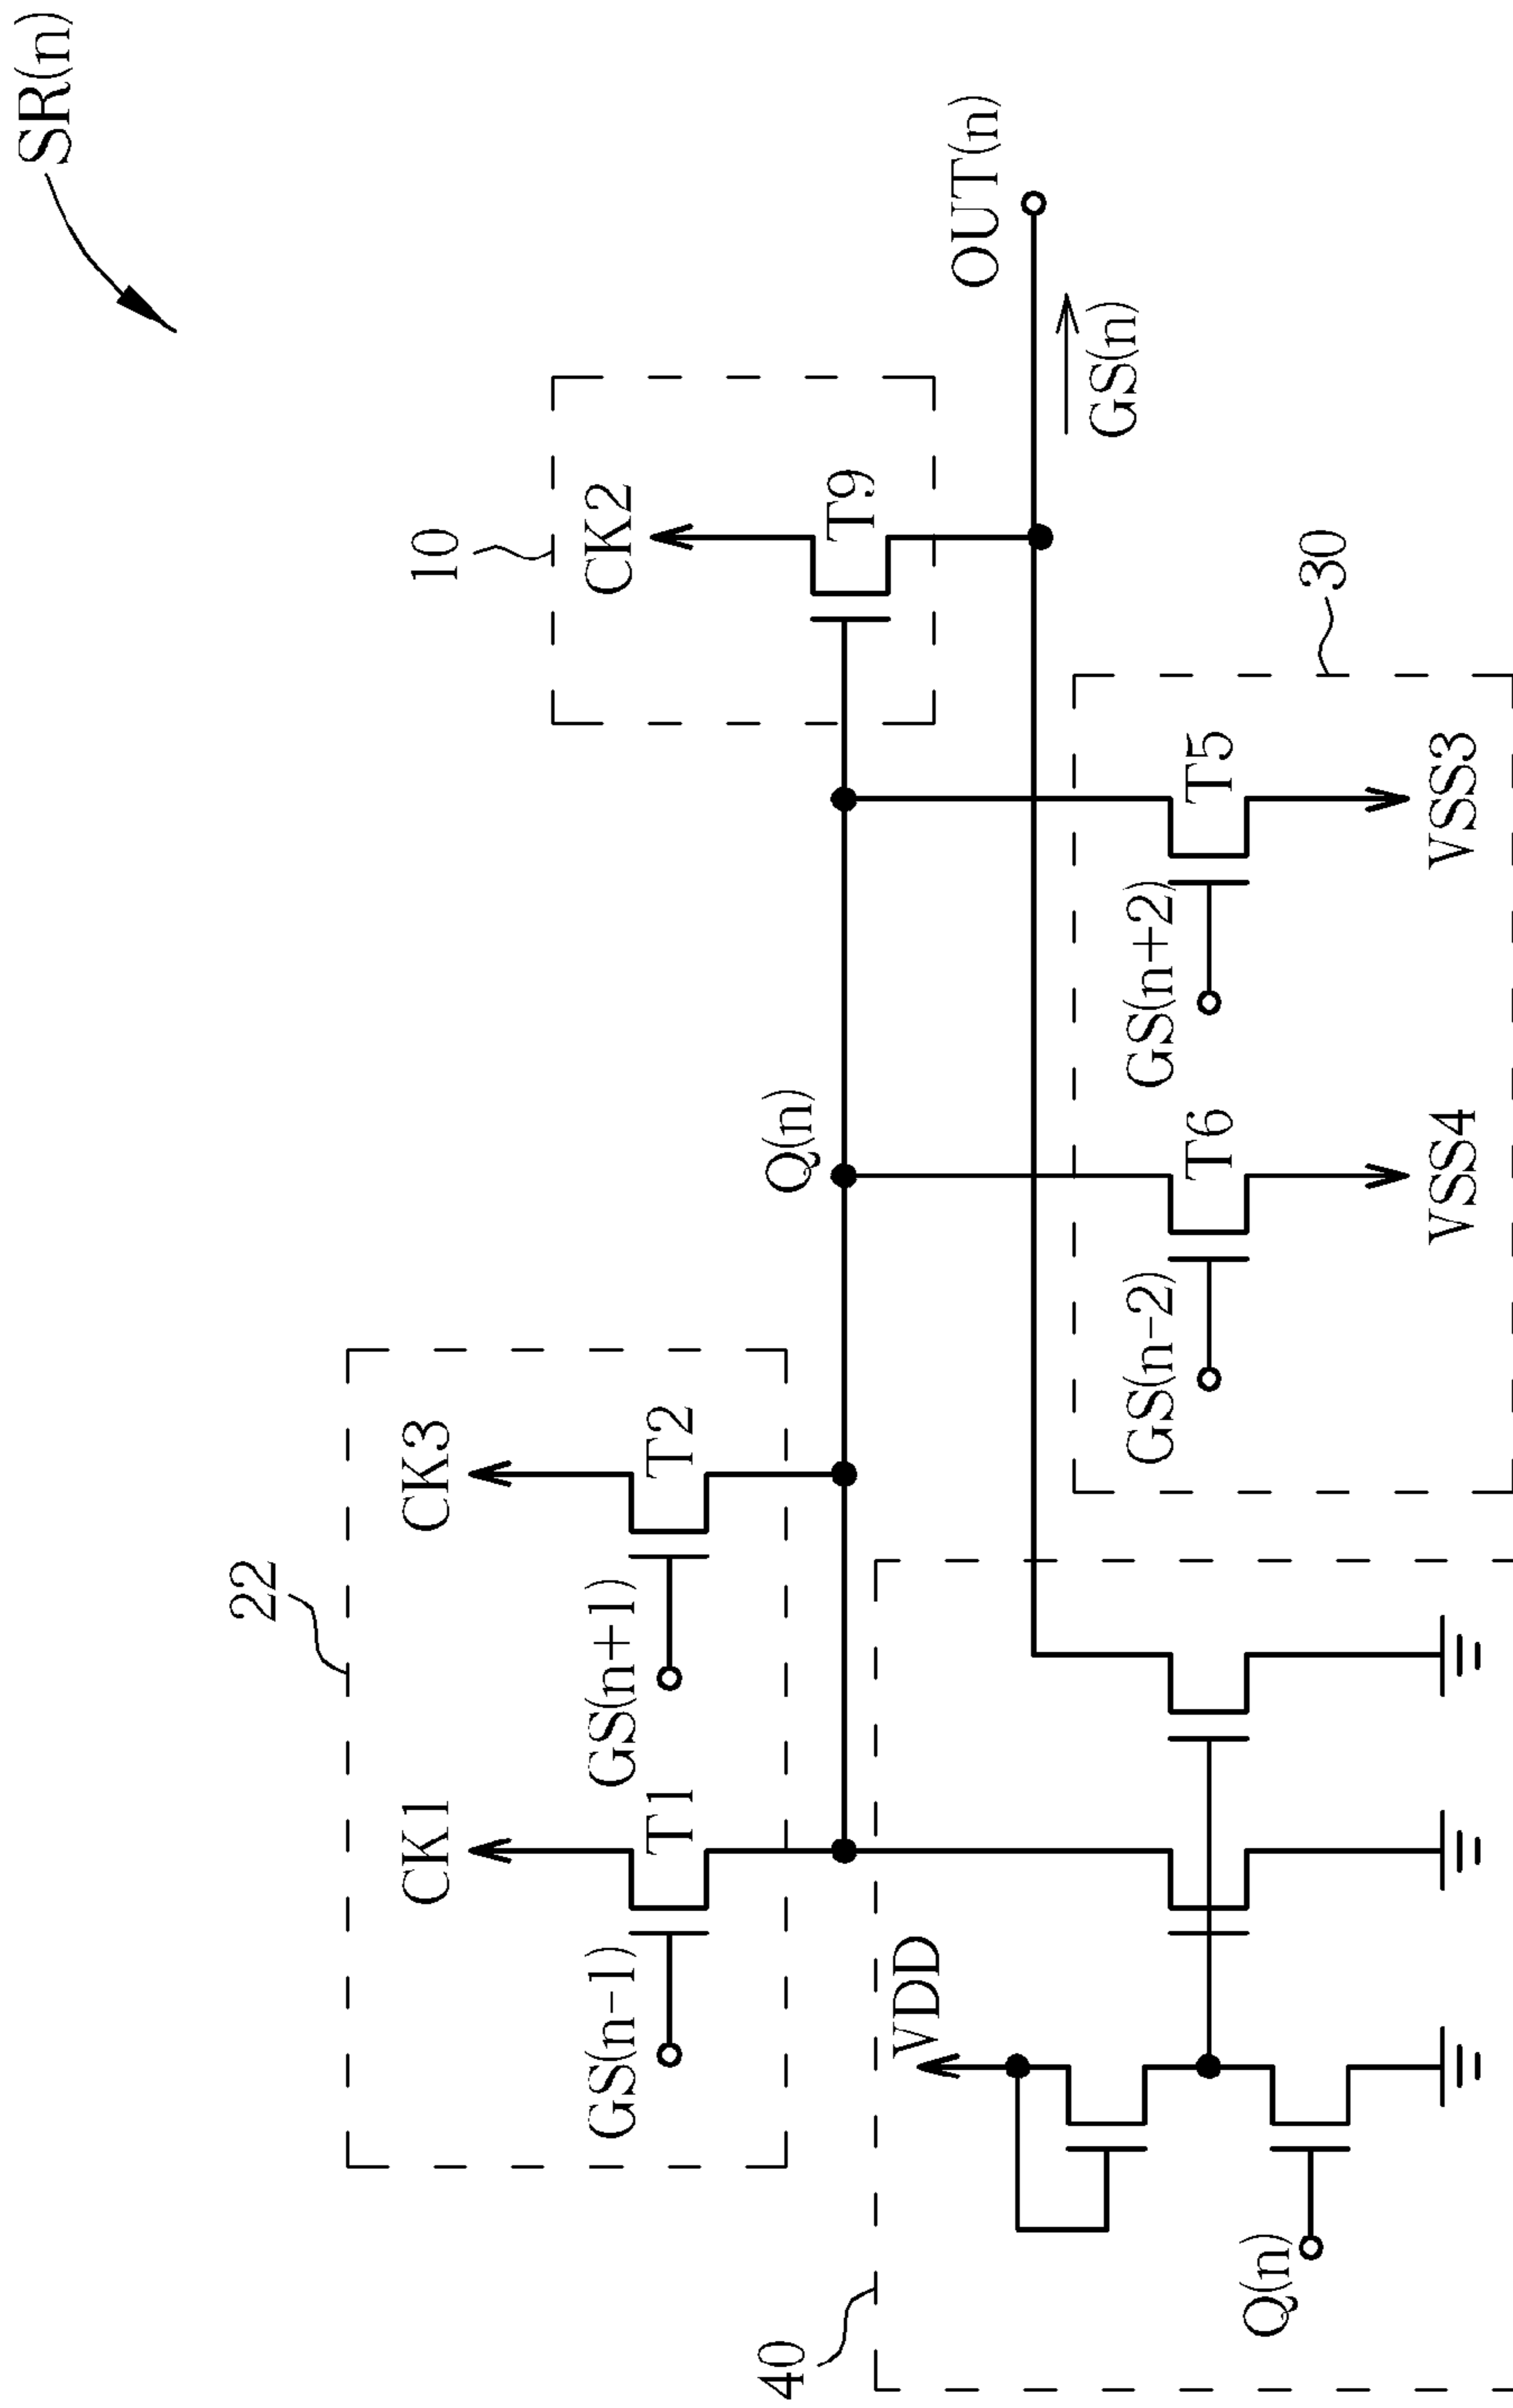 SR(n)
22
CK1
CK3
GS(n-1)
T1
GS(n+1)
T2
10
CK2
T9
Q(n)
OUT(n)
GS(n)
40
VDD
Q(n)
30
GS(n-2)
T6
GS(n+2)
T5
VSS4
VSS3